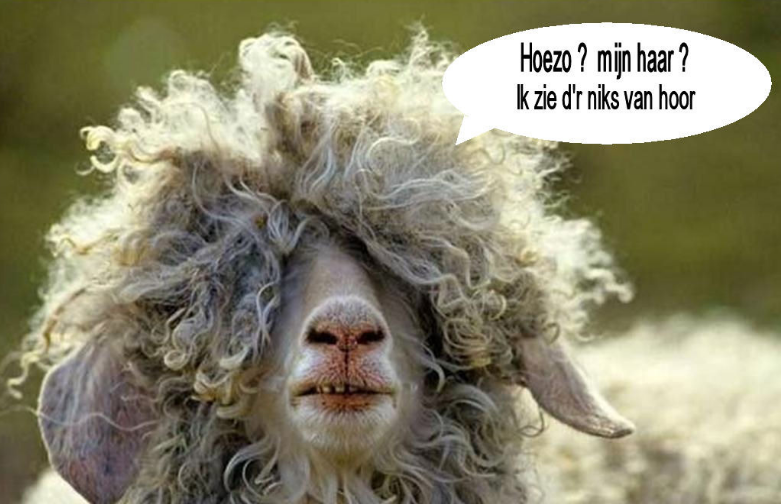 Hoezo ? mijn haar ?
Ik zie d'r niks van hoor